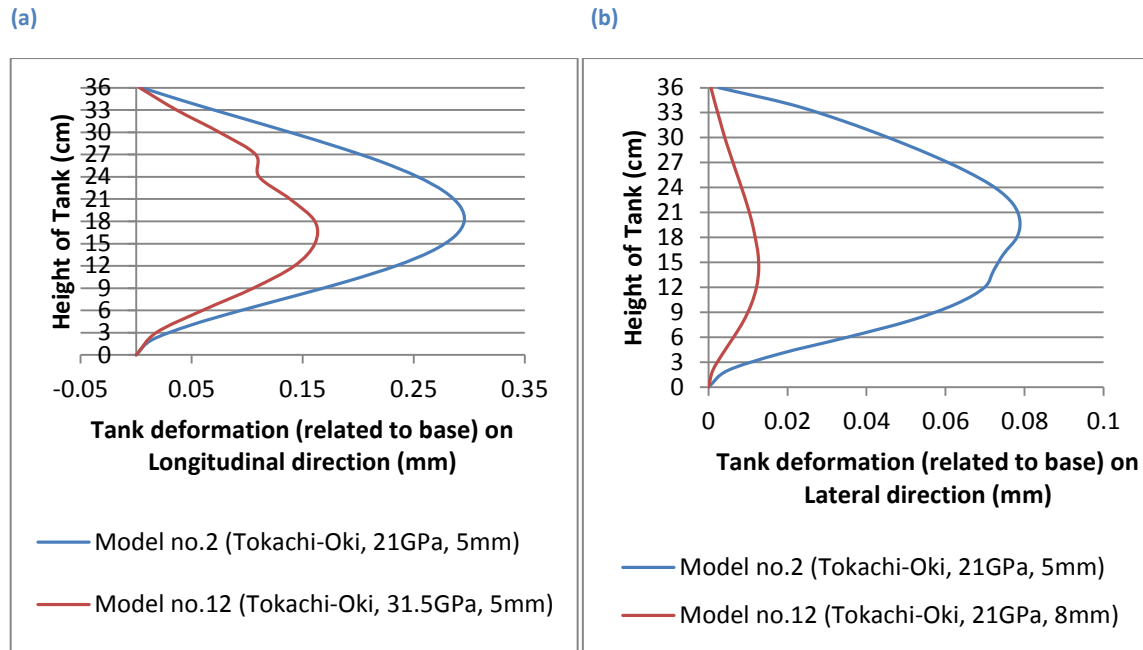 (a)
36
33
30
27
24
21
18
15
12
9
6
3
0
Height of Tank (cm)
-0.05 0.05 0.15 0.25 0.35
Tank deformation (related to base) on
Longitudinal direction (mm)
Model no.2 (Tokachi-Oki, 21GPa, 5mm)
Model no.12 (Tokachi-Oki, 31.5GPa, 5mm)
(b)
36
33
30
27
24
21
18
15
12
9
6
3
0
Height of Tank (cm)
0 0.02 0.04 0.06 0.08 0.1
Tank deformation (related to base) on
Lateral direction (mm)
Model no.2 (Tokachi-Oki, 21GPa, 5mm)
Model no.12 (Tokachi-Oki, 21GPa, 8mm)